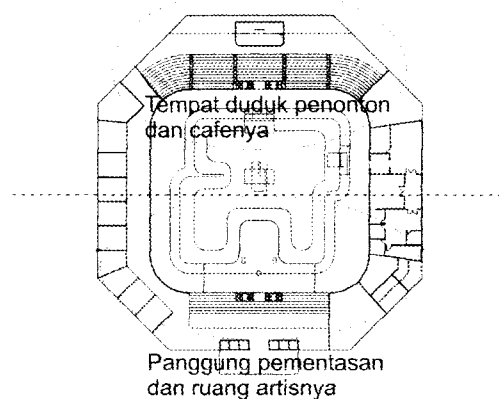 Tempat duduk penonton
dan cafenya
Panggung pementasan
dan ruang artisnya